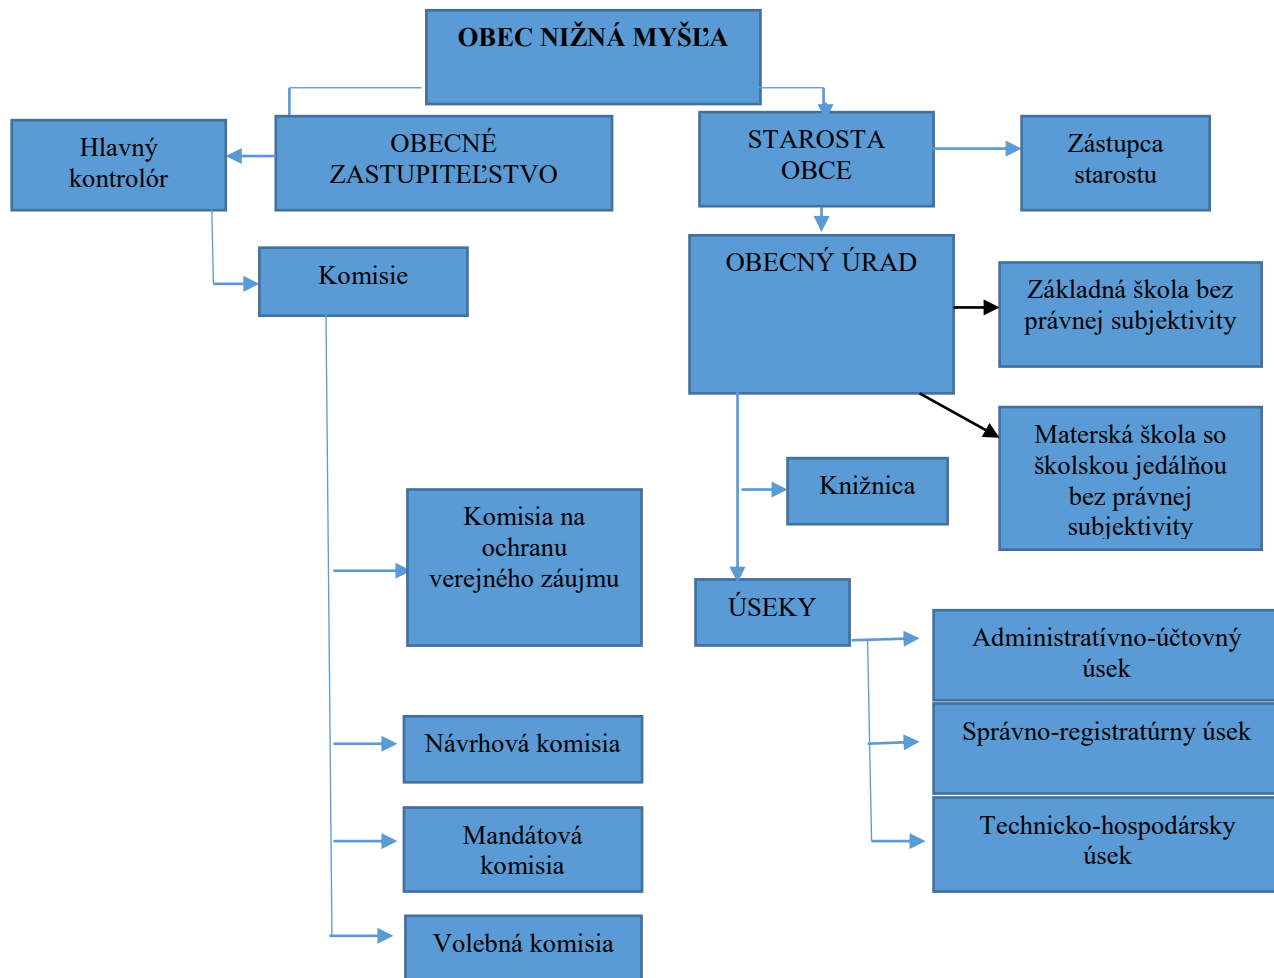 OBEC NIŽNÁ MYŠĽA
Hlavný
kontrolór
OBECNÉ
ZASTUPITEĽSTVO
STAROSTA
OBCE
Zástupca
starostu
Komisie
OBECNÝ ÚRAD
Základná škola bez
právnej subjektivity
Materská škola so
školskou jedálňou
bez právnej
subjektivity
Knižnica
Komisia na
ochranu
verejného záujmu
ÚSEKY
Administratívno-účtovný
úsek
Návrhová komisia
Správno-registratúrny úsek
Mandátová
komisia
Technicko-hospodársky
úsek
Volebná komisia